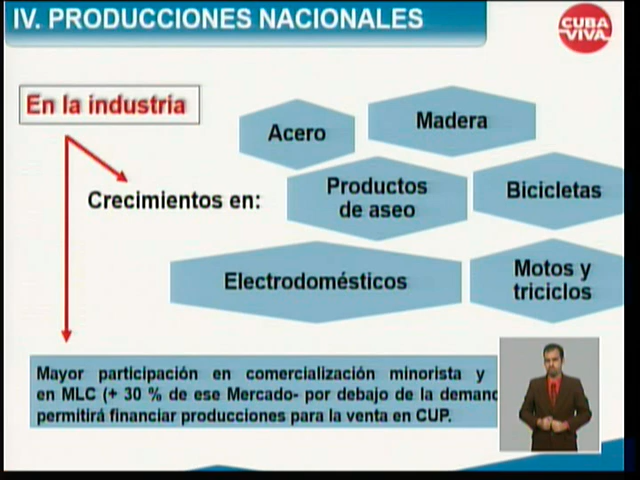 IV. PRODUCCIONES NACIONALES
CUBA
VIVA
En la industria
Acero
Madera
Crecimientos en:
Productos
de aseo
Bicicletas
Electrodomésticos
Motos y
triciclos
Mayor participación en comercialización minorista y
en MLC (+ 30 % de ese Mercado- por debajo de la deman
permitirá financiar producciones para la venta en CUP.